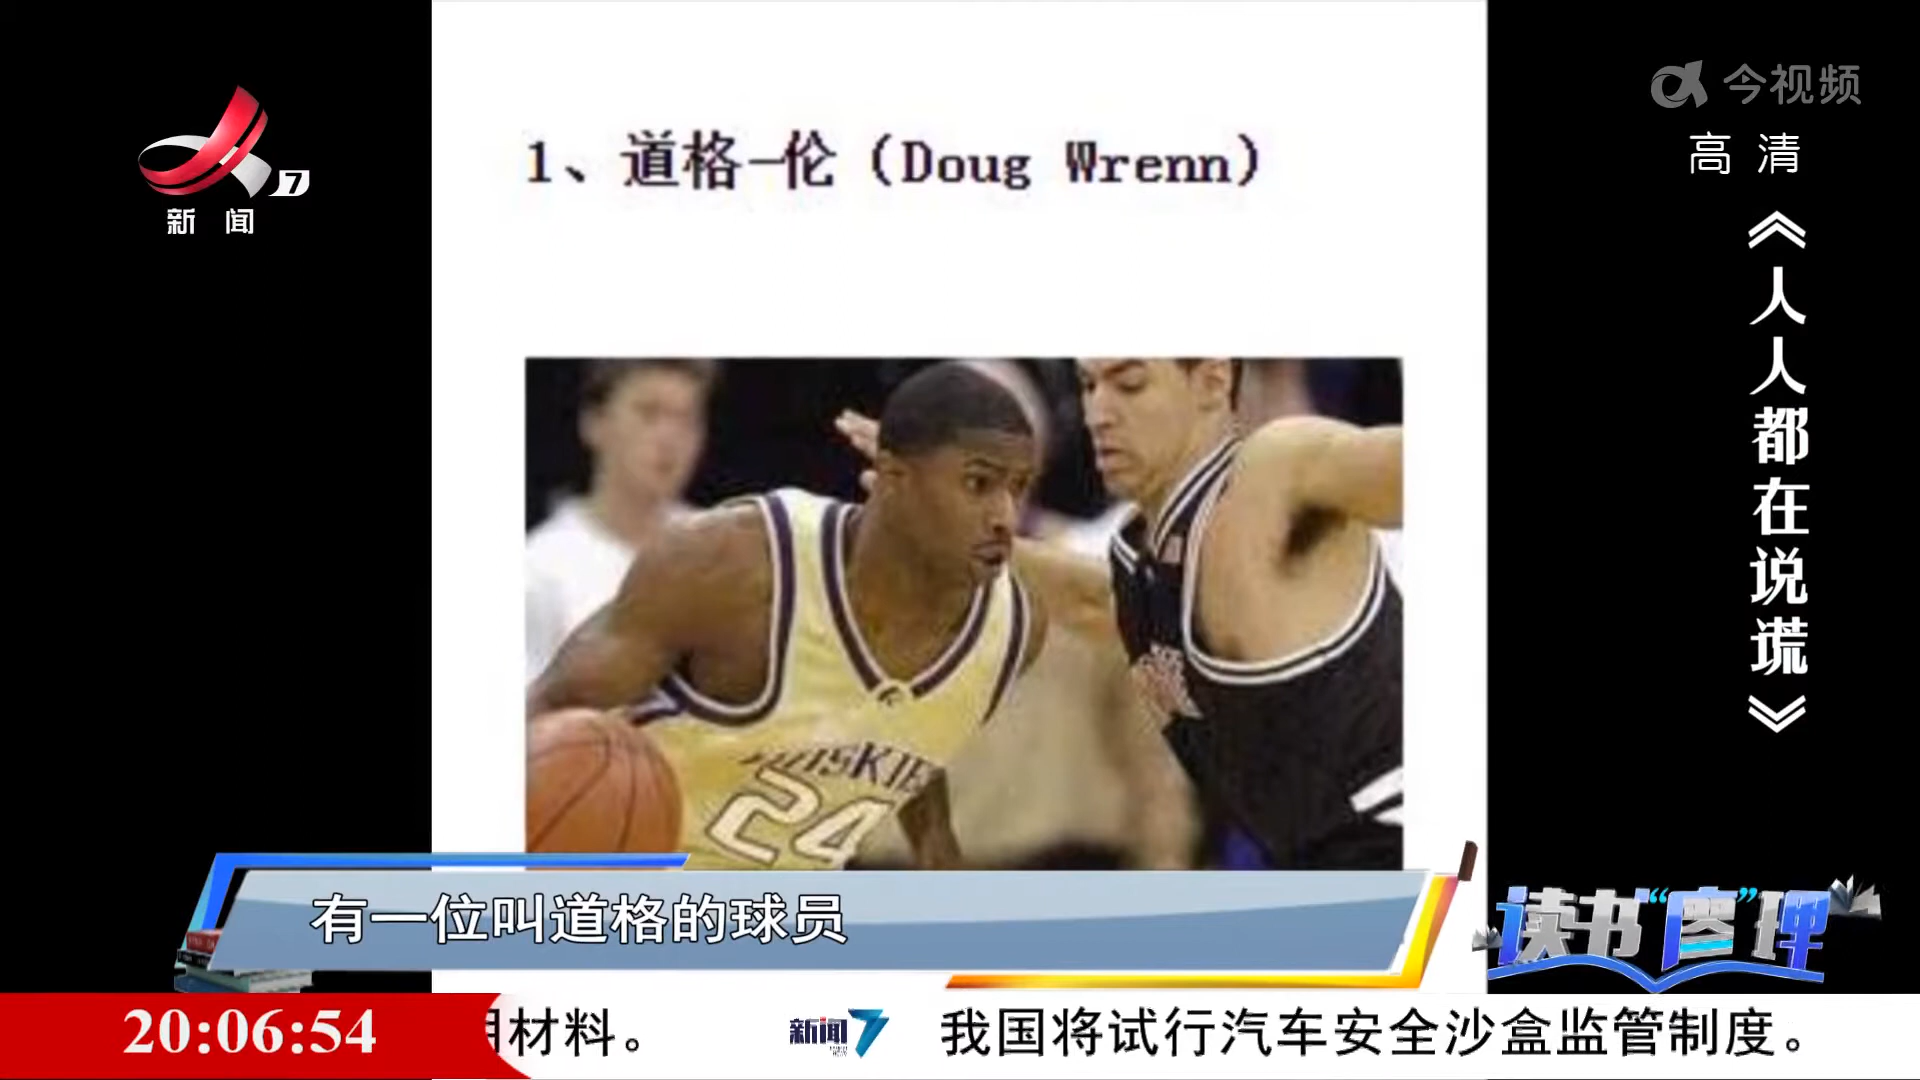 7
新闻
今视频
高清
《人人都在说谎》
1、道格-伦（Doug Wrenn）
HUSKIE
24
有一位叫道格的球员
读书“廖”理
20:06:54
材料。
新闻7
我国将试行汽车安全沙盒监管制度。